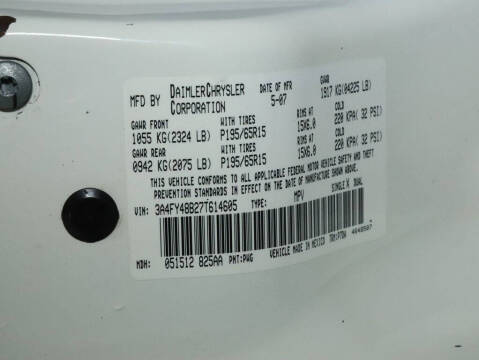 MFD BY DAIMLERCHRYSLER CORPORATION DATE OF MFR 5-07 GVWR 1917 KG(04225 LB)
GAWR FRONT WITH TIRES RIMS AT COLD
1055 KG(2324 LB) P195/65R15 15X6.0 220 KPA( 32 PSI)
GAWR REAR WITH TIRES RIMS AT COLD
0942 KG(2075 LB) P195/65R15 15X6.0 220 KPA( 32 PSI)
THIS VEHICLE CONFORMS TO ALL APPLICABLE FEDERAL MOTOR VEHICLE SAFETY AND THEFT
PREVENTION STANDARDS IN EFFECT ON THE DATE OF MANUFACTURE SHOWN ABOVE.
VIN: 3A4FY48B27T614605 TYPE: MPV SINGLE X DUAL
MDH: 051512 825AA PNT:PWG VEHICLE MADE IN MEXICO 4648507